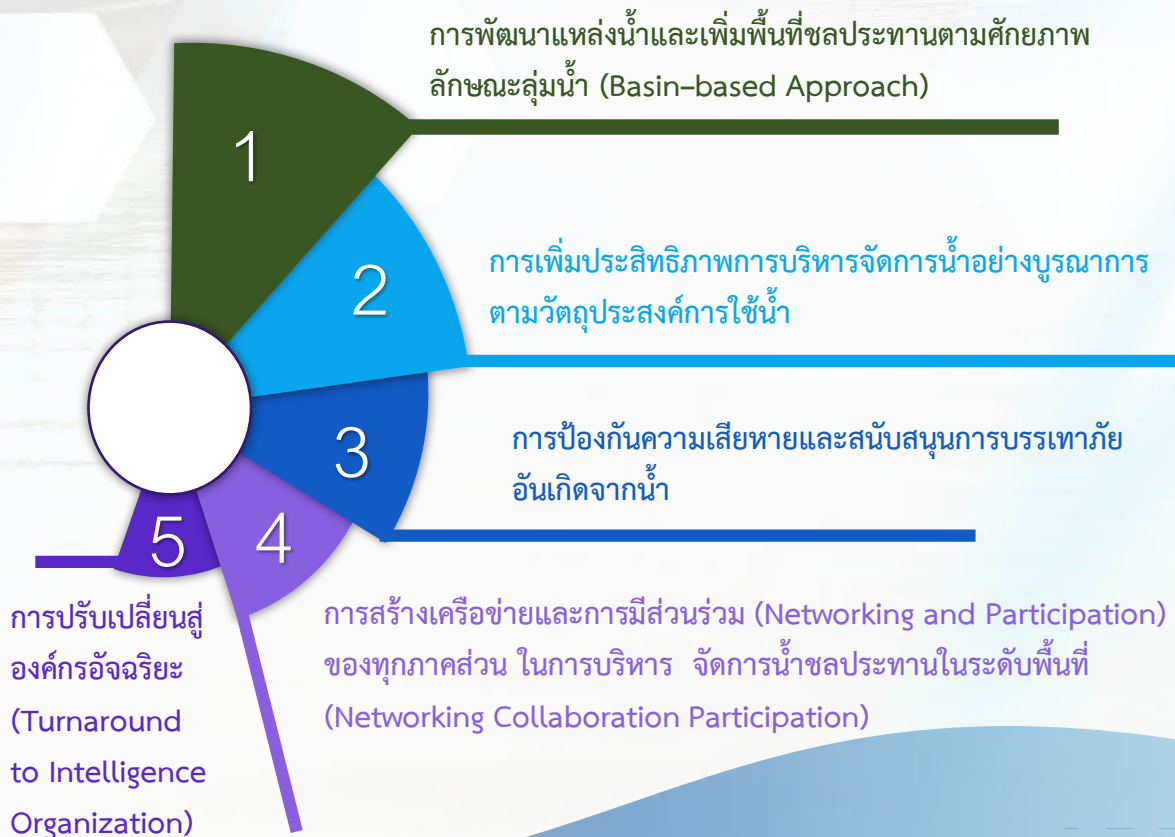 1
การพัฒนาแหล่งน้ำและเพิ่มพื้นที่ชลประทานตามศักยภาพ
ลักษณะลุ่มน้ำ (Basin–based Approach)
2
การเพิ่มประสิทธิภาพการบริหารจัดการน้ำอย่างบูรณาการ
ตามวัตถุประสงค์การใช้น้ำ
3
การป้องกันความเสียหายและสนับสนุนการบรรเทาภัย
อันเกิดจากน้ำ
4
การสร้างเครือข่ายและการมีส่วนร่วม (Networking and Participation)
ของทุกภาคส่วน ในการบริหาร จัดการน้ำชลประทานในระดับพื้นที่
(Networking Collaboration Participation)
5
การปรับเปลี่ยนสู่
องค์กรอัจฉริยะ
(Turnaround
to Intelligence
Organization)